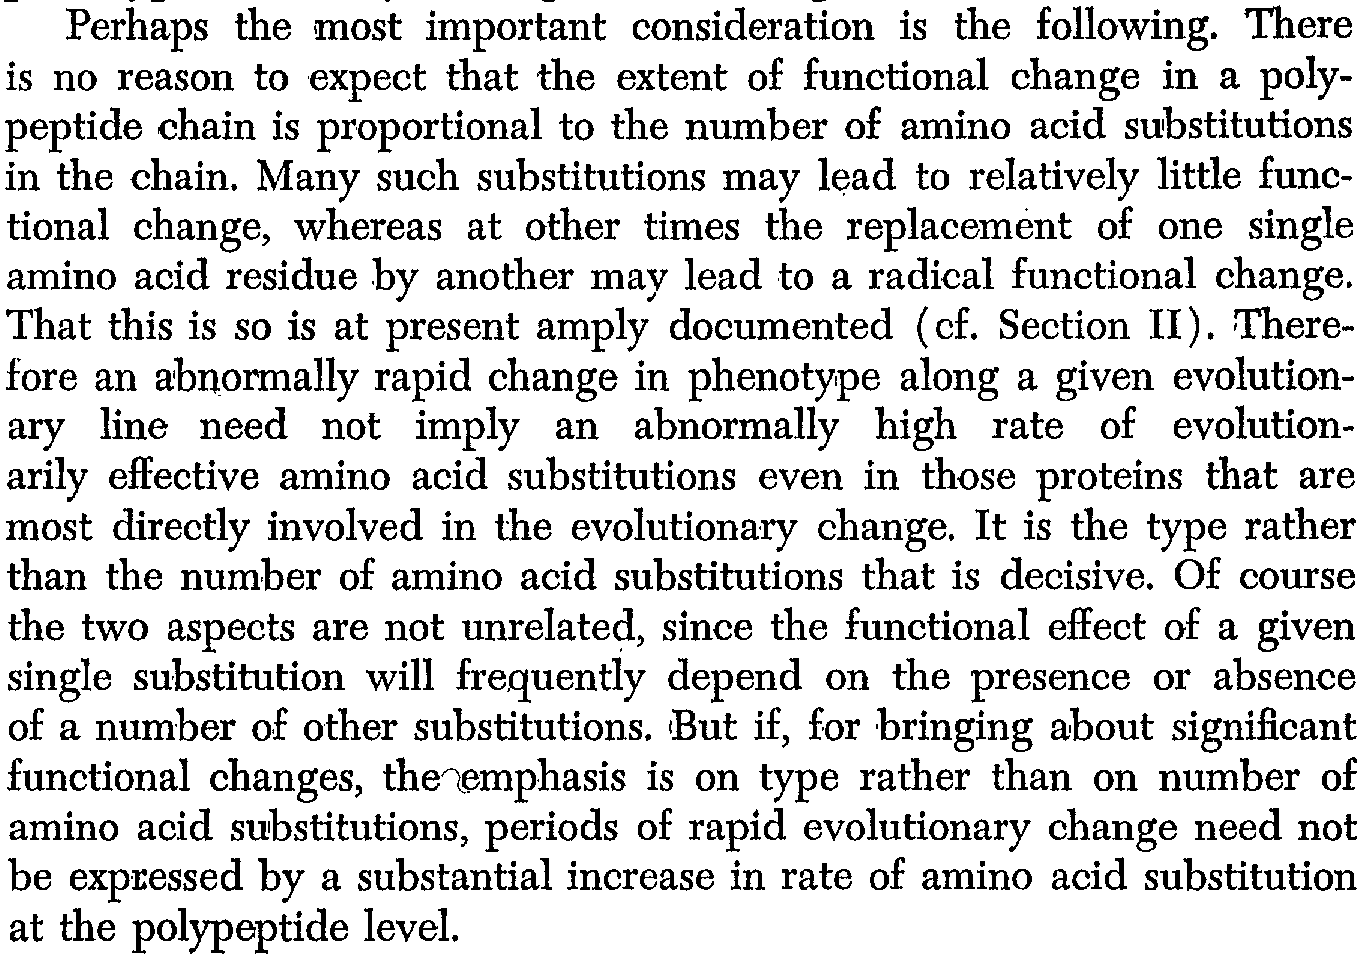 Perhaps the most important consideration is the following. There
is no reason to expect that the extent of functional change in a poly-
peptide chain is proportional to the number of amino acid substitutions
in the chain. Many such substitutions may lead to relatively little func-
tional change, whereas at other times the replacement of one single
amino acid residue by another may lead to a radical functional change.
That this is so is at present amply documented (cf. Section II). There-
fore an abnormally rapid change in phenotype along a given evolution-
ary line need not imply an abnormally high rate of evolution-
arily effective amino acid substitutions even in those proteins that are
most directly involved in the evolutionary change. It is the type rather
than the number of amino acid substitutions that is decisive. Of course
the two aspects are not unrelated, since the functional effect of a given
single substitution will frequently depend on the presence or absence
of a number of other substitutions. But if, for bringing about significant
functional changes, the emphasis is on type rather than on number of
amino acid substitutions, periods of rapid evolutionary change need not
be expressed by a substantial increase in rate of amino acid substitution
at the polypeptide level.